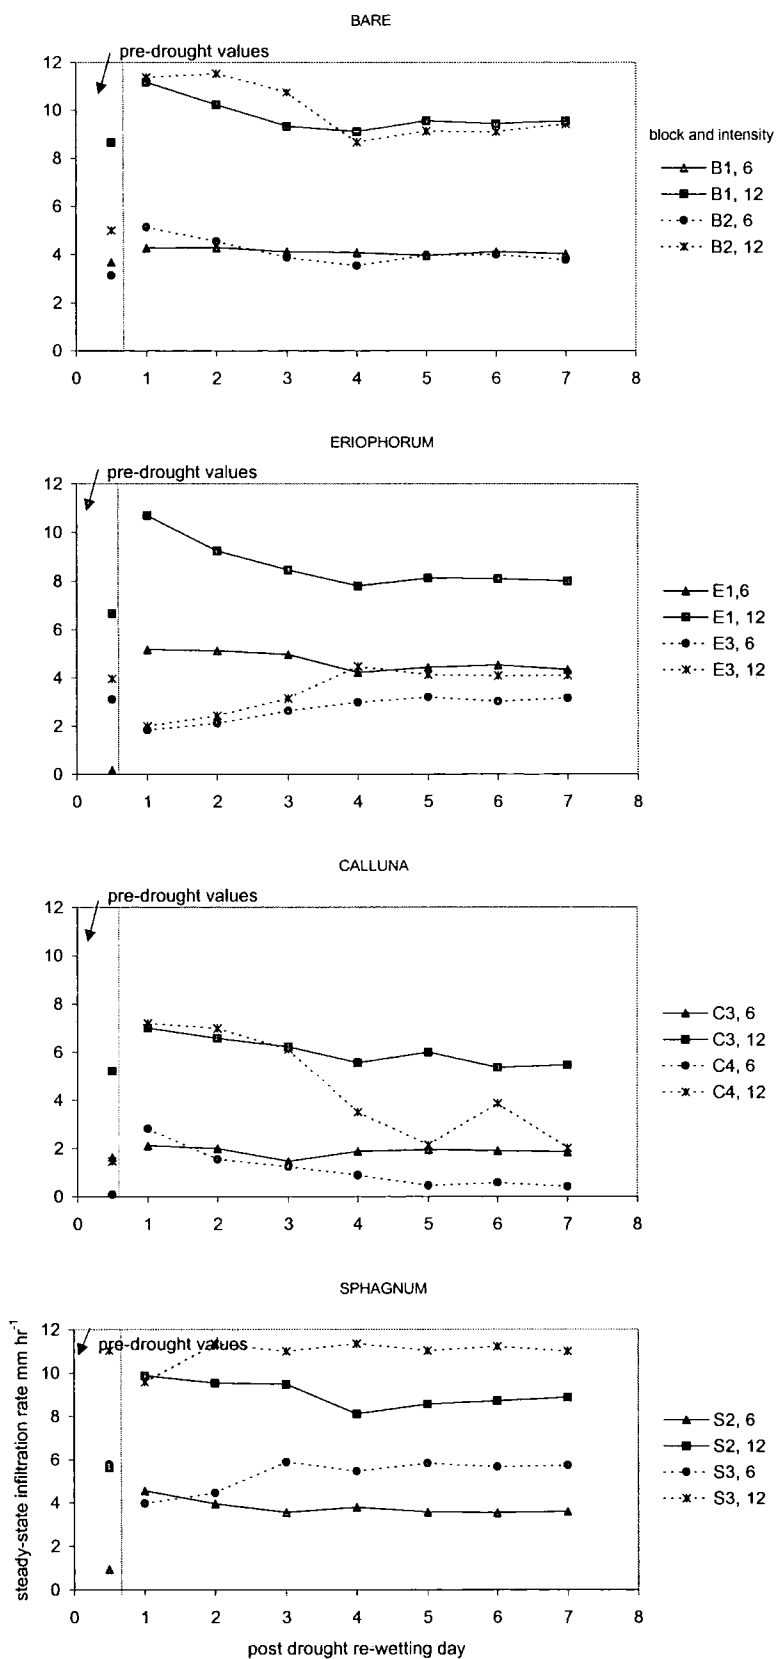 BARE
pre-drought values
12
10
8
6
4
2
0
0 1 2 3 4 5 6 7 8
block and intensity
B1, 6
B1, 12
B2, 6
B2, 12
ERIOPHORUM
pre-drought values
12
10
8
6
4
2
0
0 1 2 3 4 5 6 7 8
E1,6
E1, 12
E3, 6
E3, 12
CALLUNA
pre-drought values
12
10
8
6
4
2
0
0 1 2 3 4 5 6 7 8
C3, 6
C3, 12
C4, 6
C4, 12
SPHAGNUM
pre-drought values
steady-state infiltration rate mm hr⁻¹
12
10
8
6
4
2
0
0 1 2 3 4 5 6 7 8
post drought re-wetting day
S2, 6
S2, 12
S3, 6
S3, 12